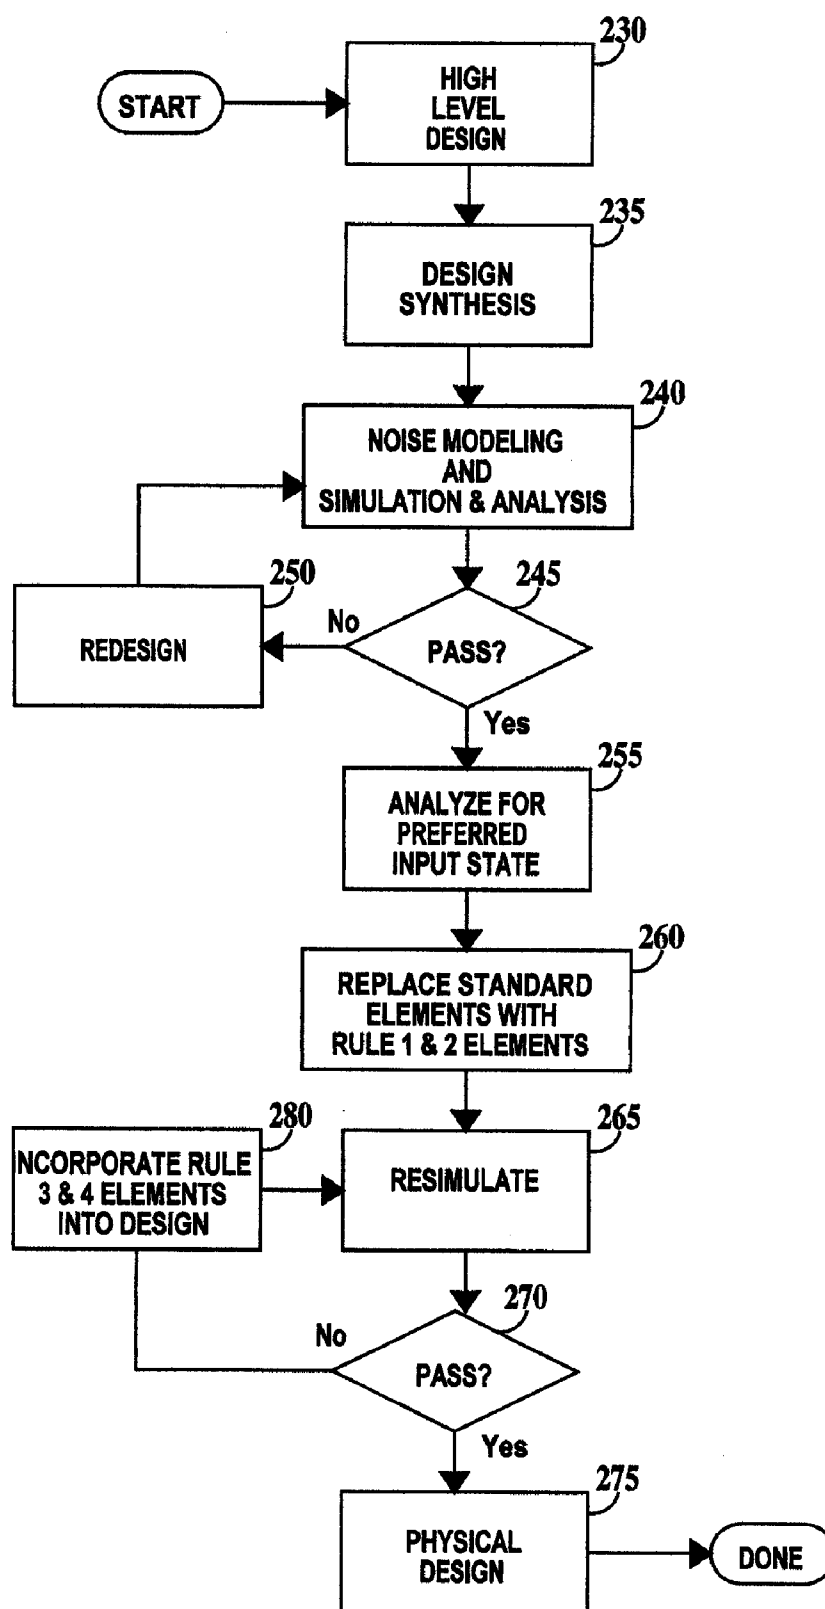 230
HIGH
LEVEL
DESIGN
START
235
DESIGN
SYNTHESIS
240
NOISE MODELING
AND
SIMULATION & ANALYSIS
250
REDESIGN
No
245
PASS?
Yes
255
ANALYZE FOR
PREFERRED
INPUT STATE
260
REPLACE STANDARD
ELEMENTS WITH
RULE 1 & 2 ELEMENTS
280
NCORPORATE RULE
3 & 4 ELEMENTS
INTO DESIGN
265
RESIMULATE
270
No
PASS?
Yes
275
PHYSICAL
DESIGN
DONE